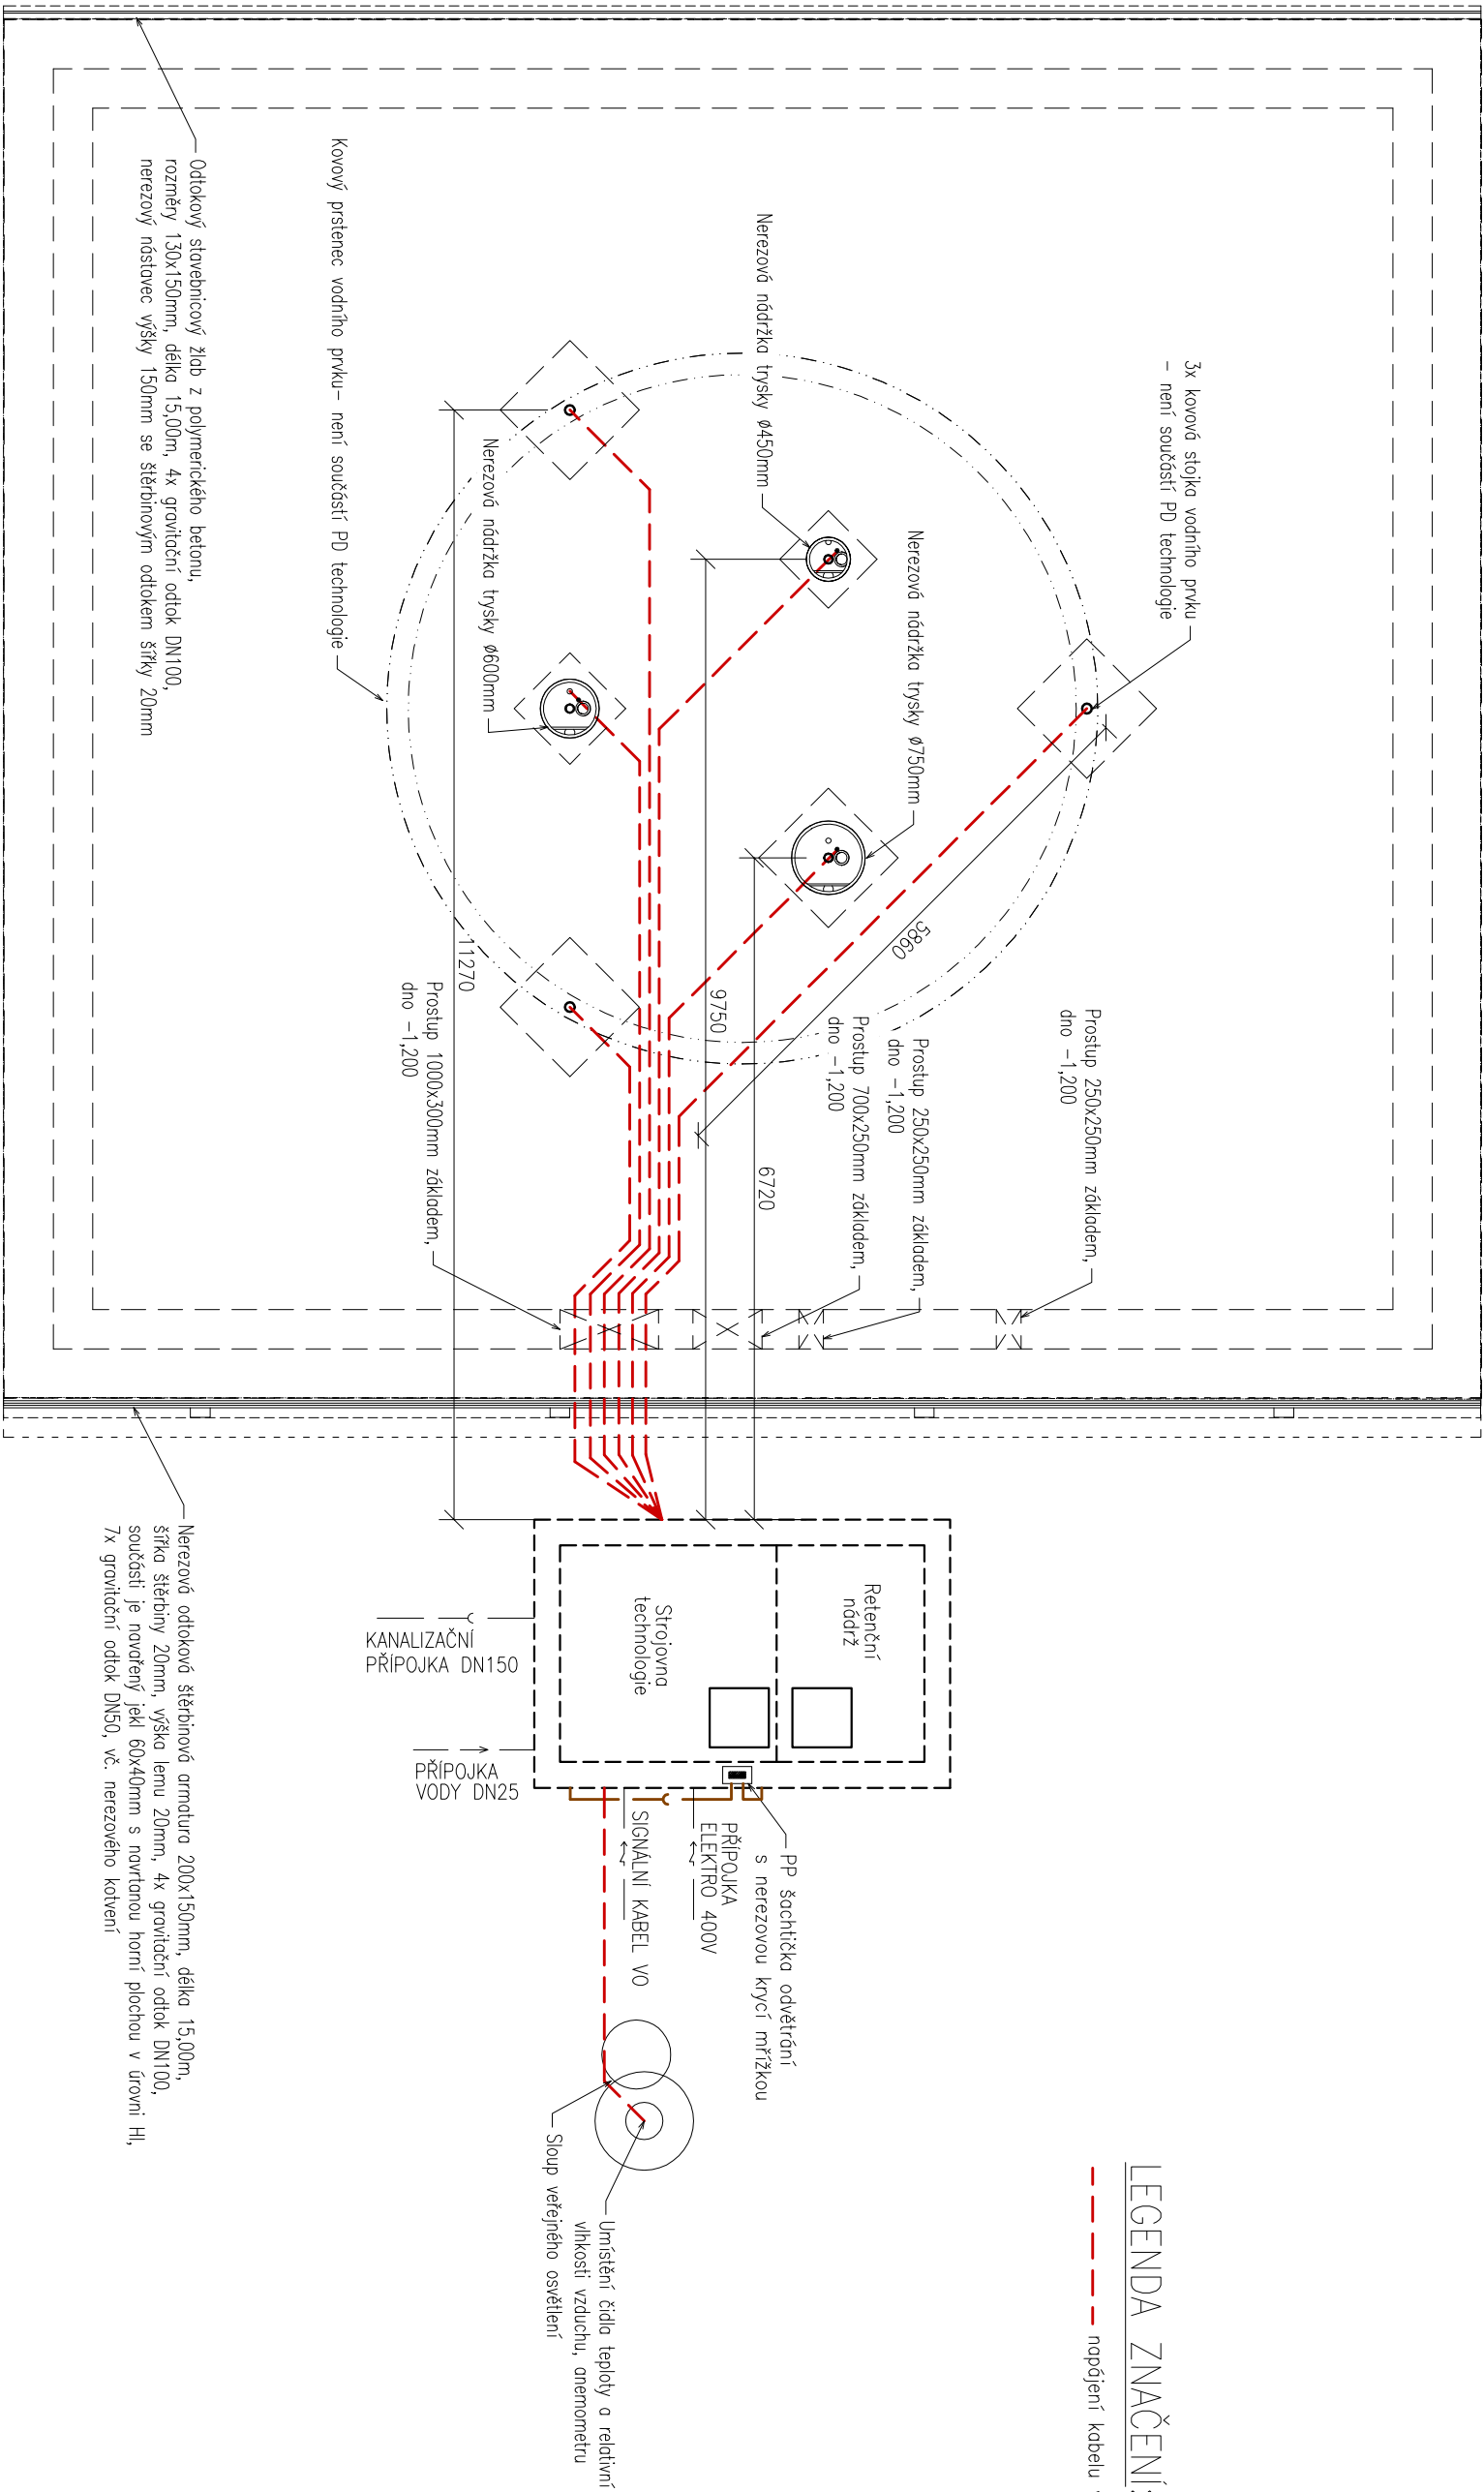 3x kovová stojka vodního prvku
- není součástí PD technologie
Nerezová nádržka trysky ø450mm
Nerezová nádržka trysky ø750mm
Nerezová nádržka trysky ø600mm
Kovový prstenec vodního prvku- není součástí PD technologie
Odtokový stavebnicový žlab z polymerického betonu,
rozměry 130x150mm, délka 15,00m, 4x gravitační odtok DN100,
nerezový nástavec výšky 150mm se štěrbinovým odtokem šířky 20mm
5860
9750
6720
11270
Prostup 250x250mm základem,
dno -1,200
Prostup 250x250mm základem,
dno -1,200
Prostup 700x250mm základem,
dno -1,200
Prostup 1000x300mm základem,
dno -1,200
Retenční
nádrž
Strojovna
technologie
KANALIZAČNÍ
PŘÍPOJKA DN150
PŘÍPOJKA
VODY DN25
PP šachtička odvětrání
s nerezovou krycí mřížkou
PŘÍPOJKA
ELEKTRO 400V
SIGNÁLNÍ KABEL VO
Nerezová odtoková štěrbinová armatura 200x150mm, délka 15,00m,
šířka štěrbiny 20mm, výška lemu 20mm, 4x gravitační odtok DN100,
součástí je navařený jekl 60x40mm s navrtanou horní plochou v úrovni HI,
7x gravitační odtok DN50, vč. nerezového kotvení
Umístění čidla teploty a relativní
vlhkosti vzduchu, anemometru
Sloup veřejného osvětlení
LEGENDA ZNAČENÍ
napájení kabelu